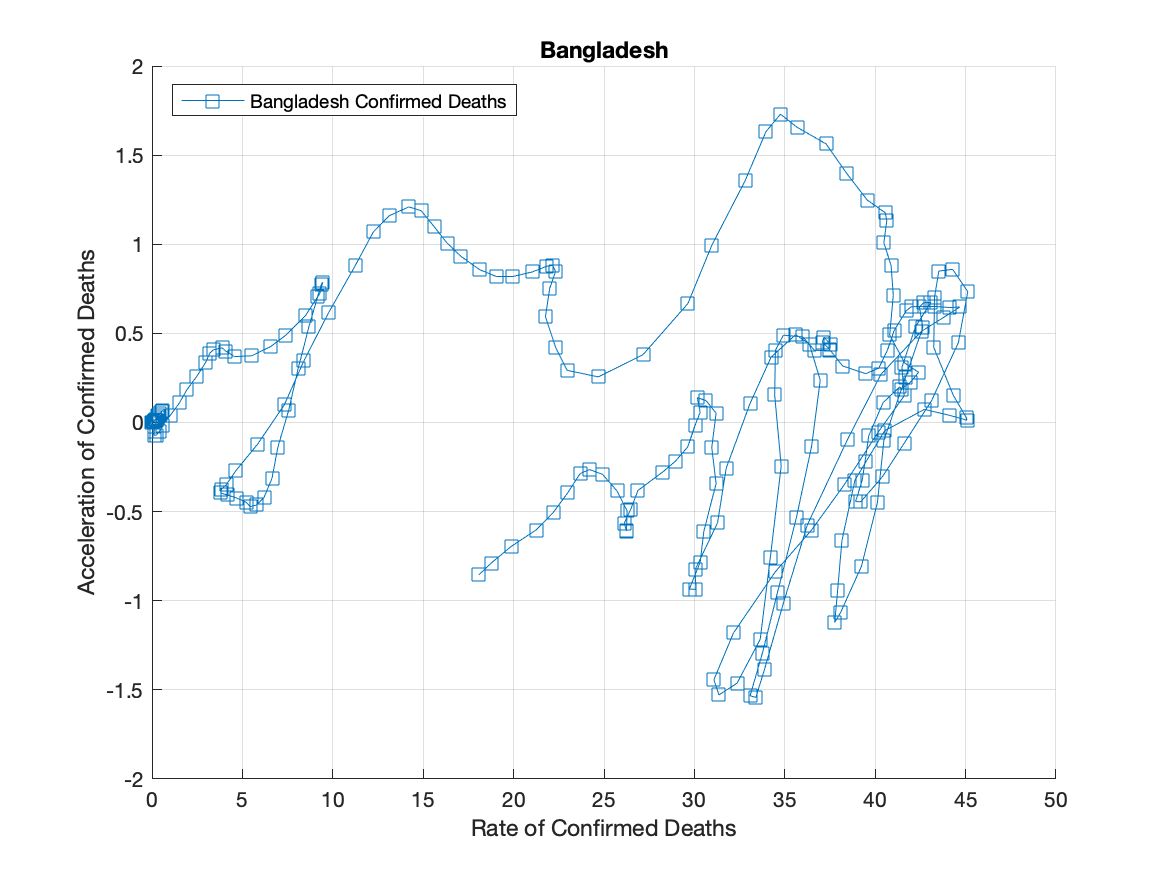 Bangladesh
Bangladesh Confirmed Deaths
2
1.5
1
0.5
0
-0.5
-1
-1.5
-2
Acceleration of Confirmed Deaths
0 5 10 15 20 25 30 35 40 45 50
Rate of Confirmed Deaths